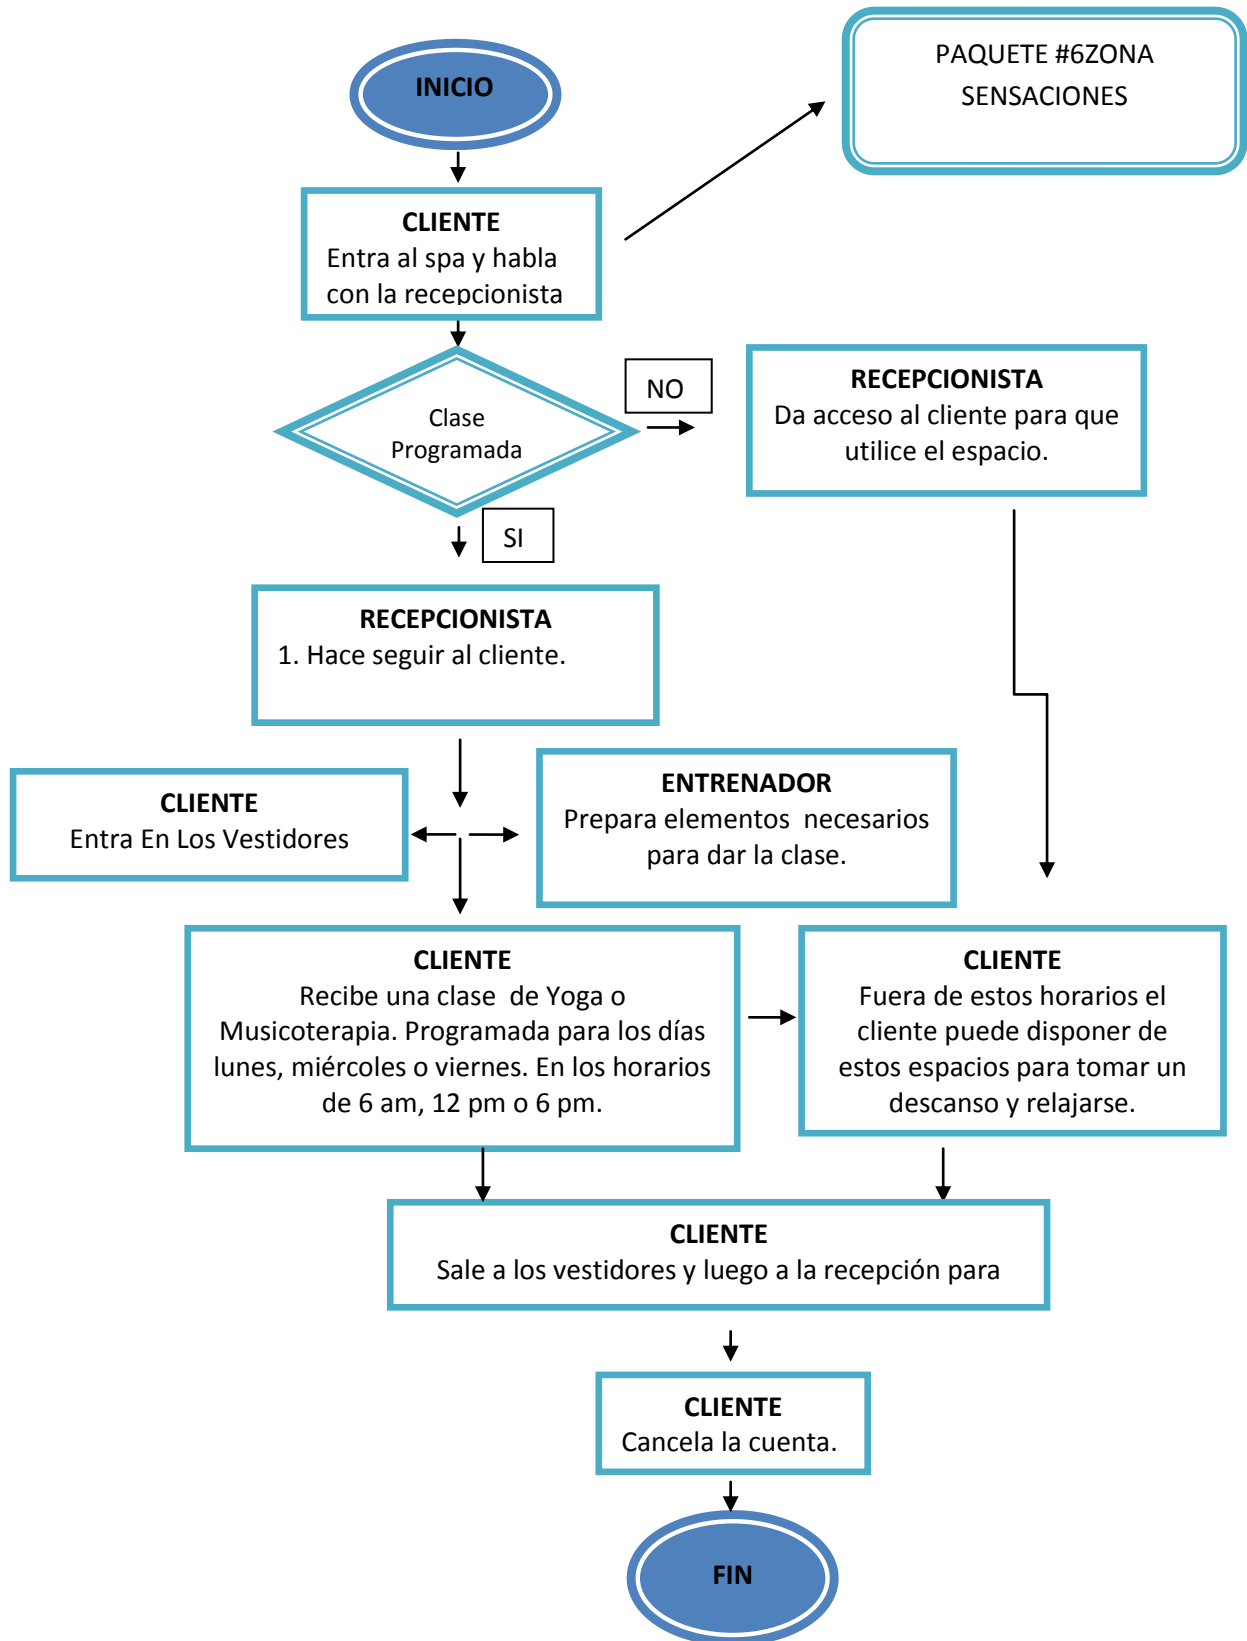 INICIO
PAQUETE #6ZONA
SENSACIONES
CLIENTE
Entra al spa y habla
con la recepcionista
Clase
Programada
NO
RECEPCIONISTA
Da acceso al cliente para que
utilice el espacio.
SI
RECEPCIONISTA
1. Hace seguir al cliente.
CLIENTE
Entra En Los Vestidores
ENTRENADOR
Prepara elementos necesarios
para dar la clase.
CLIENTE
Recibe una clase de Yoga o
Musicoterapia. Programada para los días
lunes, miércoles o viernes. En los horarios
de 6 am, 12 pm o 6 pm.
CLIENTE
Fuera de estos horarios el
cliente puede disponer de
estos espacios para tomar un
descanso y relajarse.
CLIENTE
Sale a los vestidores y luego a la recepción para
CLIENTE
Cancela la cuenta.
FIN